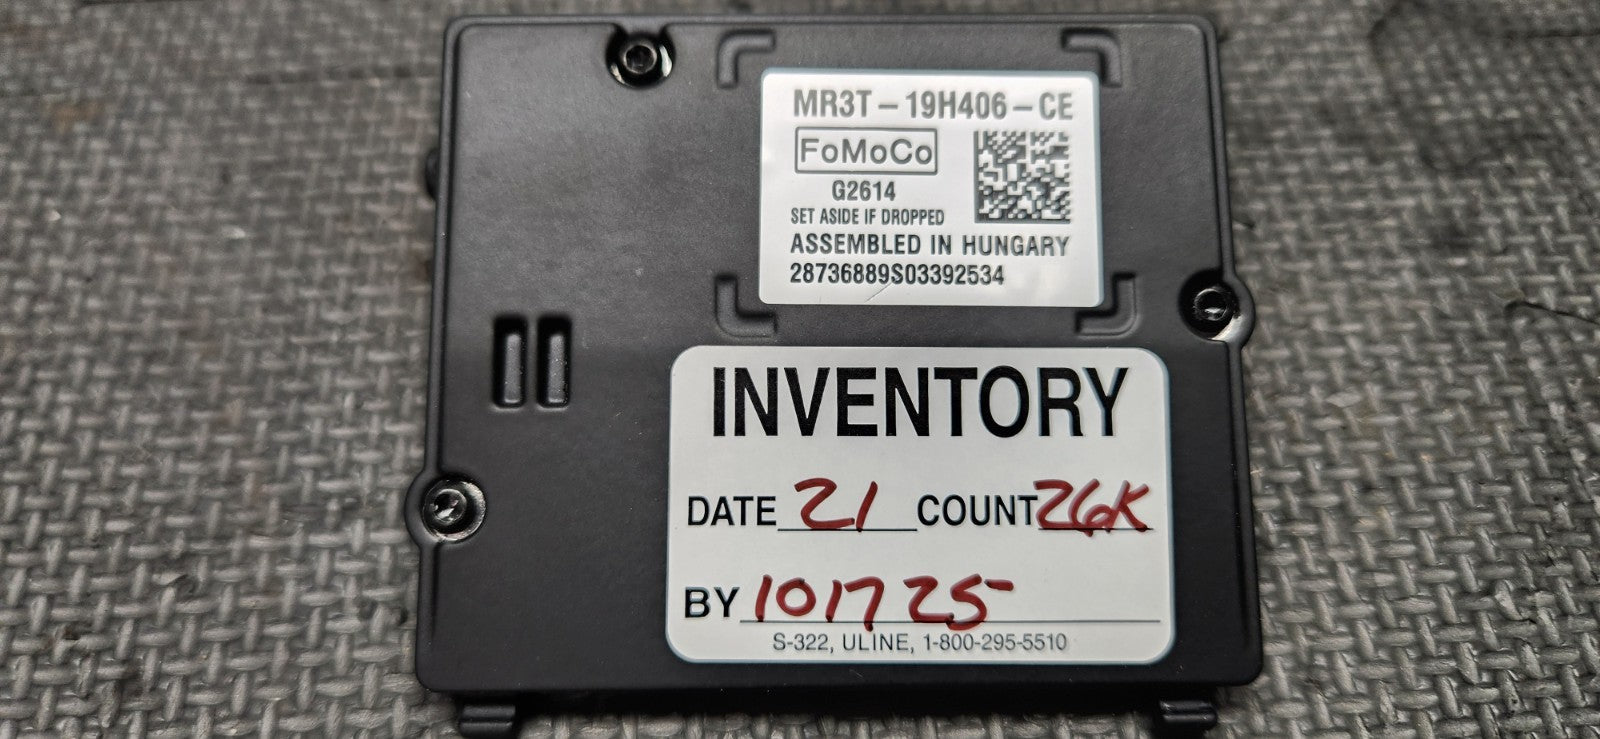 MR3T-19H406-CE
FoMoCo
G2614
SET ASIDE IF DROPPED
ASSEMBLED IN HUNGARY
28736889S03392534
INVENTORY
DATE 21 COUNT 26K
BY 101725
S-322, ULINE, 1-800-295-5510